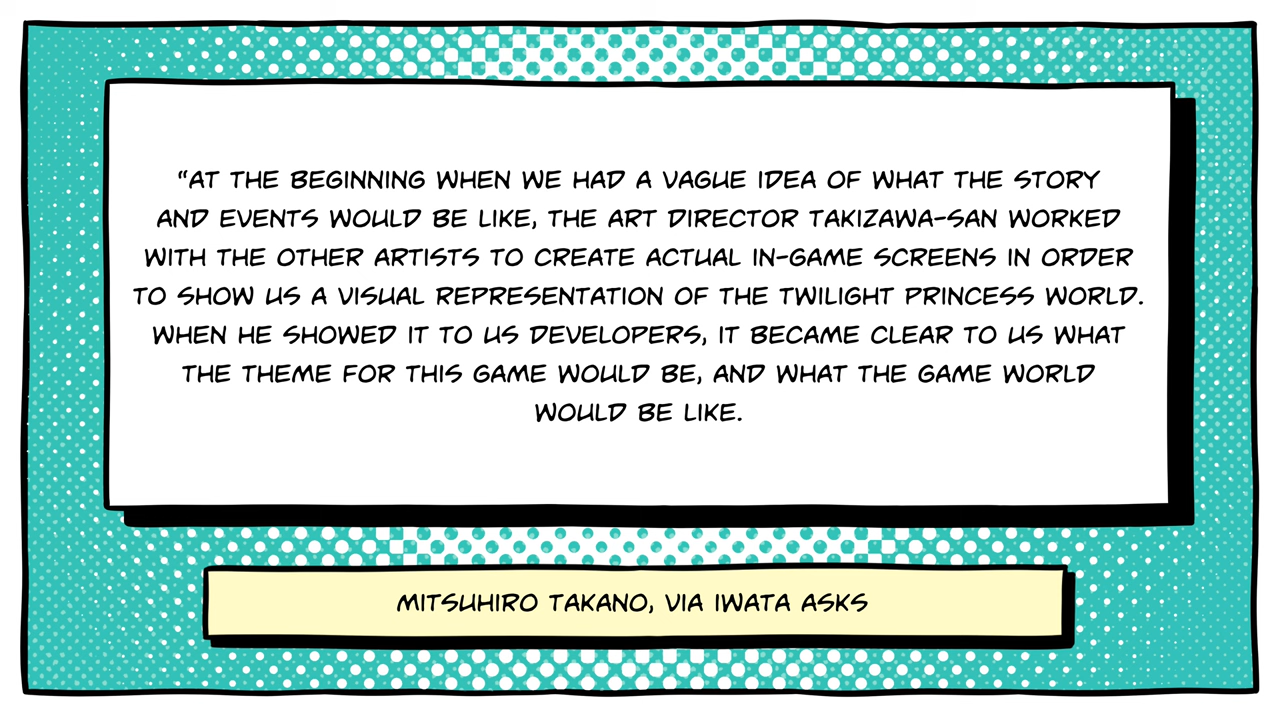 “AT THE BEGINNING WHEN WE HAD A VAGUE IDEA OF WHAT THE STORY
AND EVENTS WOULD BE LIKE, THE ART DIRECTOR TAKIZAWA-SAN WORKED
WITH THE OTHER ARTISTS TO CREATE ACTUAL IN-GAME SCREENS IN ORDER
TO SHOW US A VISUAL REPRESENTATION OF THE TWILIGHT PRINCESS WORLD.
WHEN HE SHOWED IT TO US DEVELOPERS, IT BECAME CLEAR TO US WHAT
THE THEME FOR THIS GAME WOULD BE, AND WHAT THE GAME WORLD
WOULD BE LIKE.
MITSUHIRO TAKANO, VIA IWATA ASKS